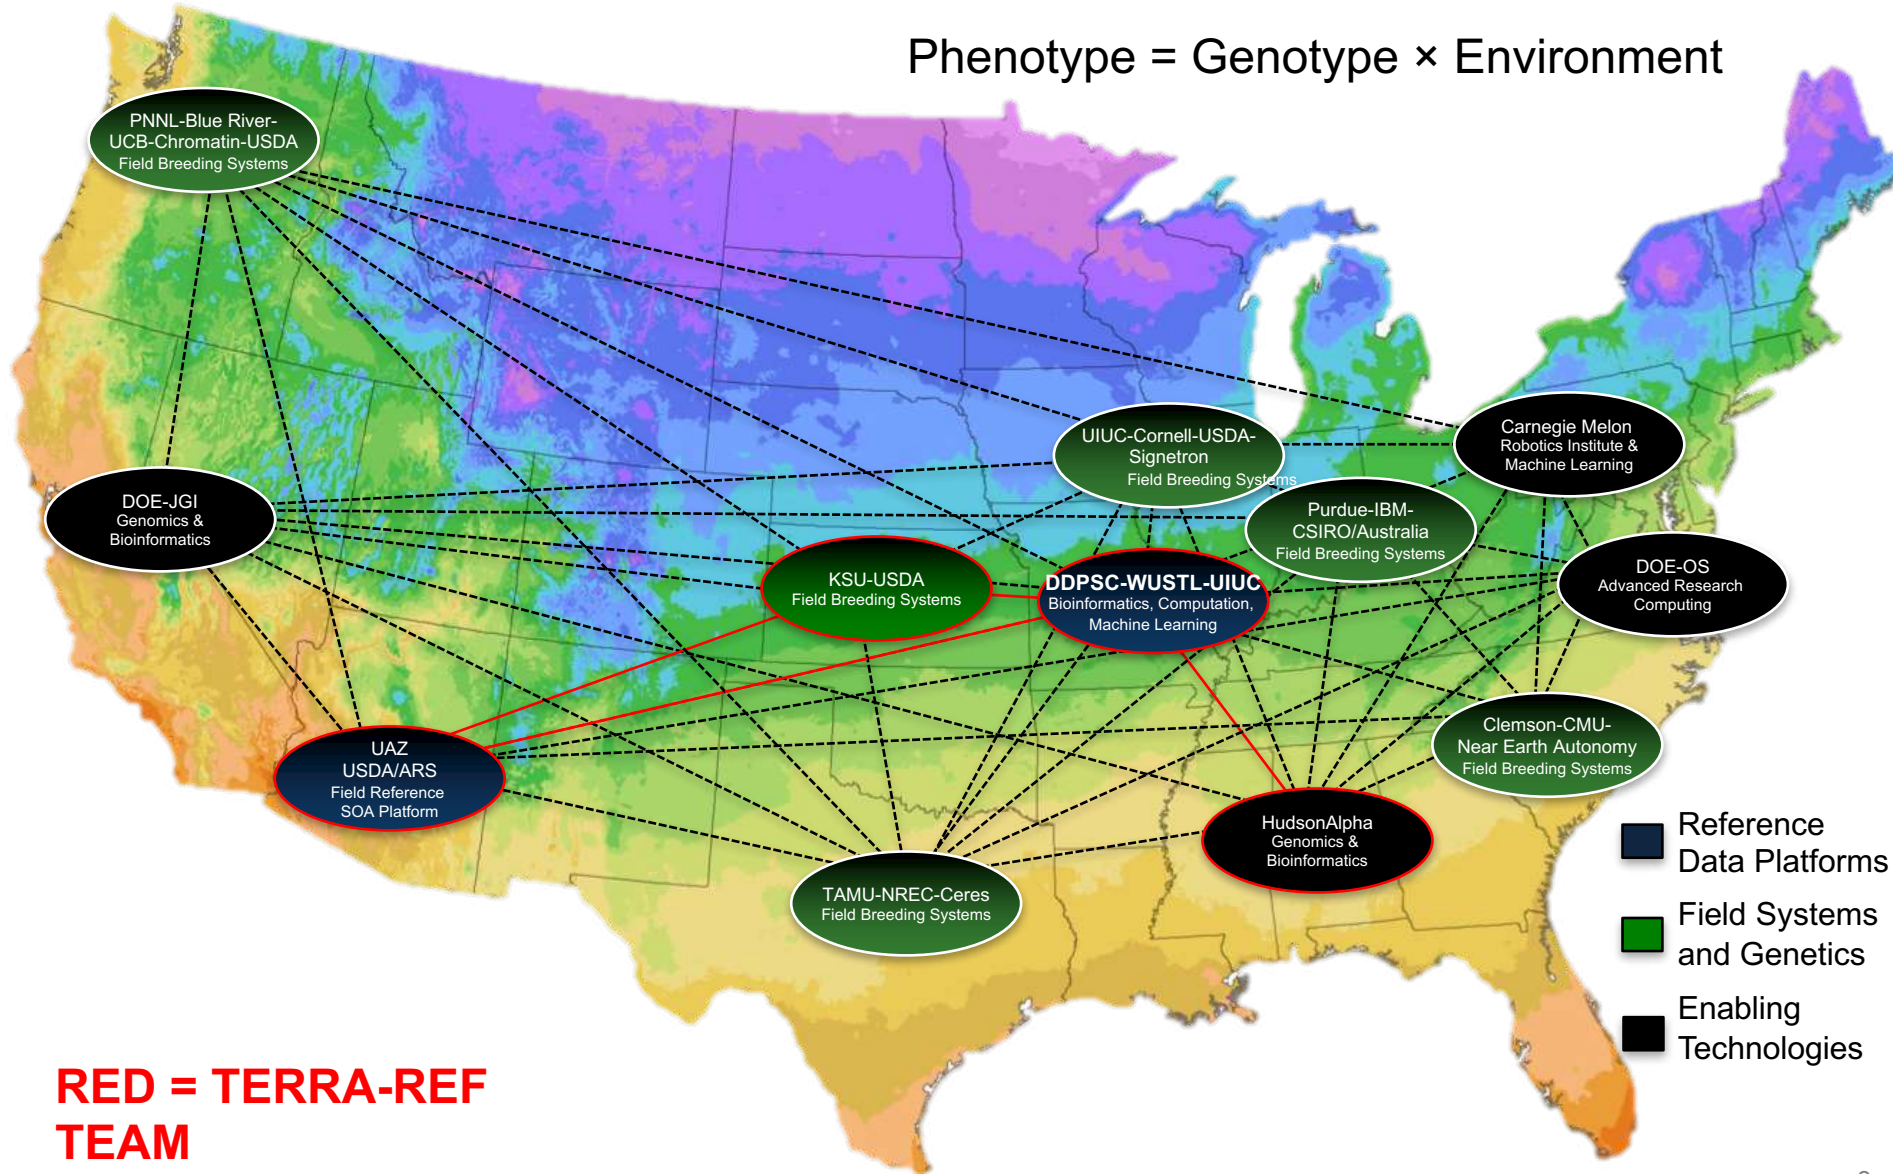 Phenotype = Genotype × Environment
PNNL-Blue River-
UCB-Chromatin-USDA
Field Breeding Systems
UIUC-Cornell-USDA-
Signetron
Field Breeding Systems
Carnegie Melon
Robotics Institute &
Machine Learning
DOE-JGI
Genomics &
Bioinformatics
Purdue-IBM-
CSIRO/Australia
Field Breeding Systems
KSU-USDA
Field Breeding Systems
DDPSC-WUSTL-UIUC
Bioinformatics, Computation,
Machine Learning
DOE-OS
Advanced Research
Computing
UAZ
USDA/ARS
Field Reference
SOA Platform
Clemson-CMU-
Near Earth Autonomy
Field Breeding Systems
HudsonAlpha
Genomics &
Bioinformatics
TAMU-NREC-Ceres
Field Breeding Systems
Reference
Data Platforms
Field Systems
and Genetics
Enabling
Technologies
RED = TERRA-REF
TEAM